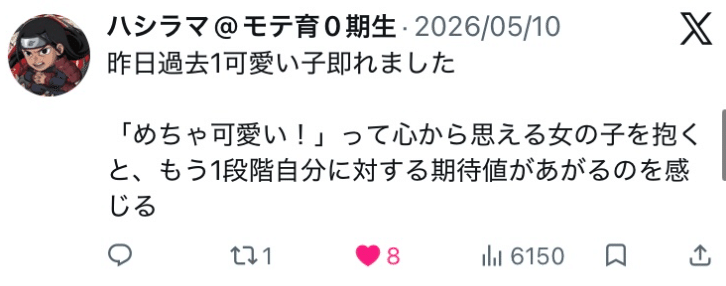 ハシラマ@モテ育0期生 · 2026/05/10
昨日過去1可愛い子即れました
「めちゃ可愛い！」って心から思える女の子を抱く
と、もう1段階自分に対する期待値があがるのを感
じる
1 8 6150